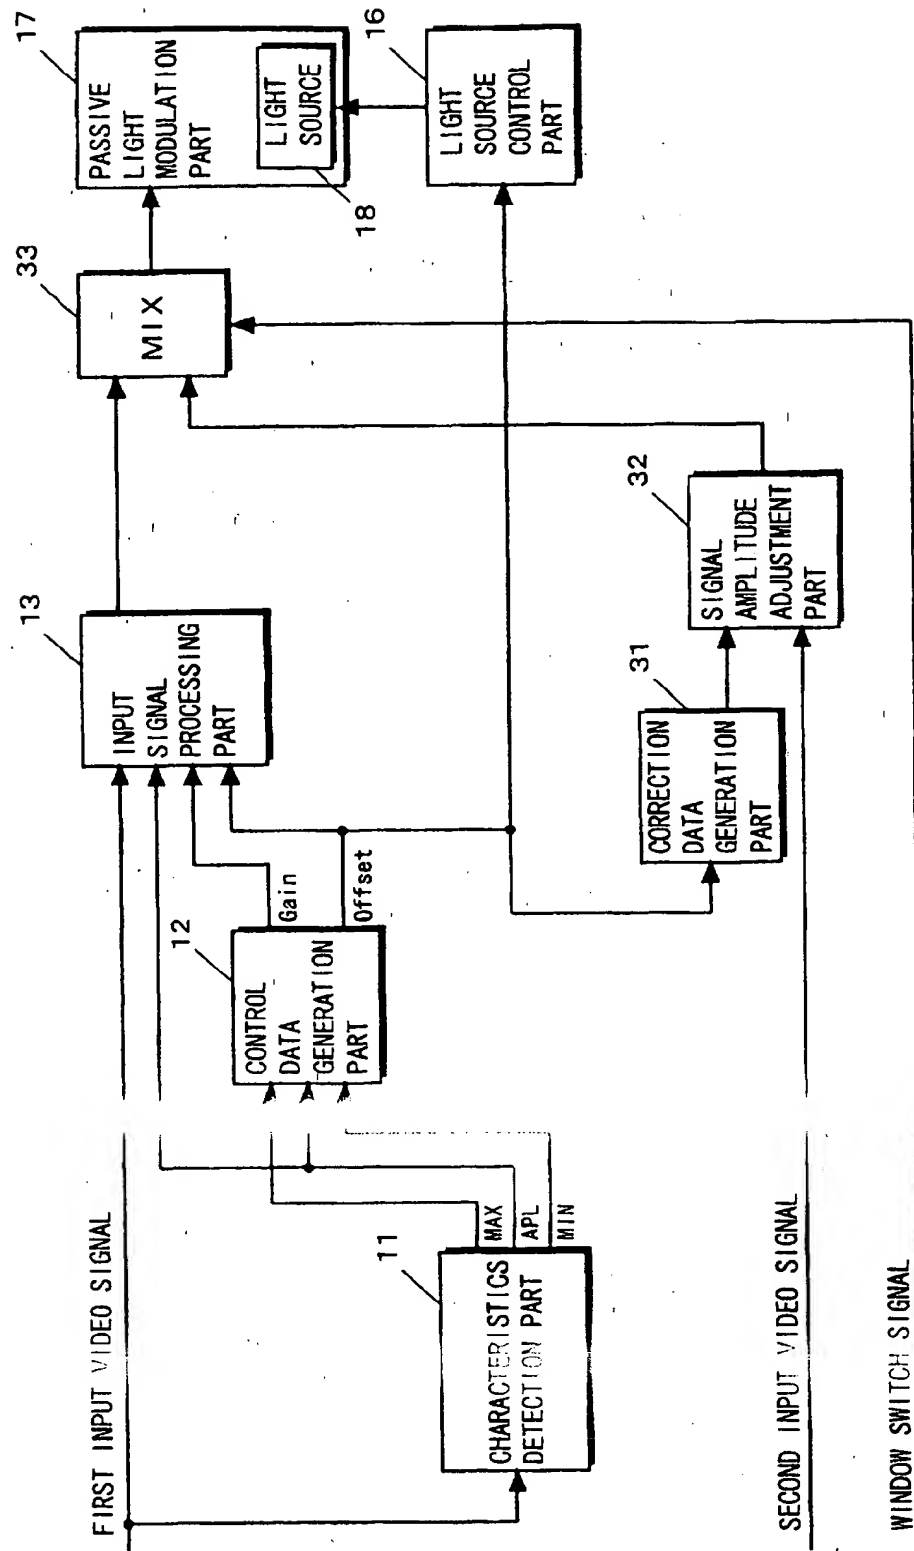 FIRST INPUT VIDEO SIGNAL
11
CHARACTERISTICS
DETECTION PART
MAX
APL
MIN
12
CONTROL
DATA
GENERATION
PART
Gain
Offset
13
INPUT
SIGNAL
PROCESSING
PART
33
MIX
17
PASSIVE
LIGHT
MODULATION
PART
LIGHT
SOURCE
18
16
LIGHT
SOURCE
CONTROL
PART
31
CORRECTION
DATA
GENERATION
PART
32
SIGNAL
AMPLITUDE
ADJUSTMENT
PART
SECOND INPUT VIDEO SIGNAL
WINDOW SWITCH SIGNAL